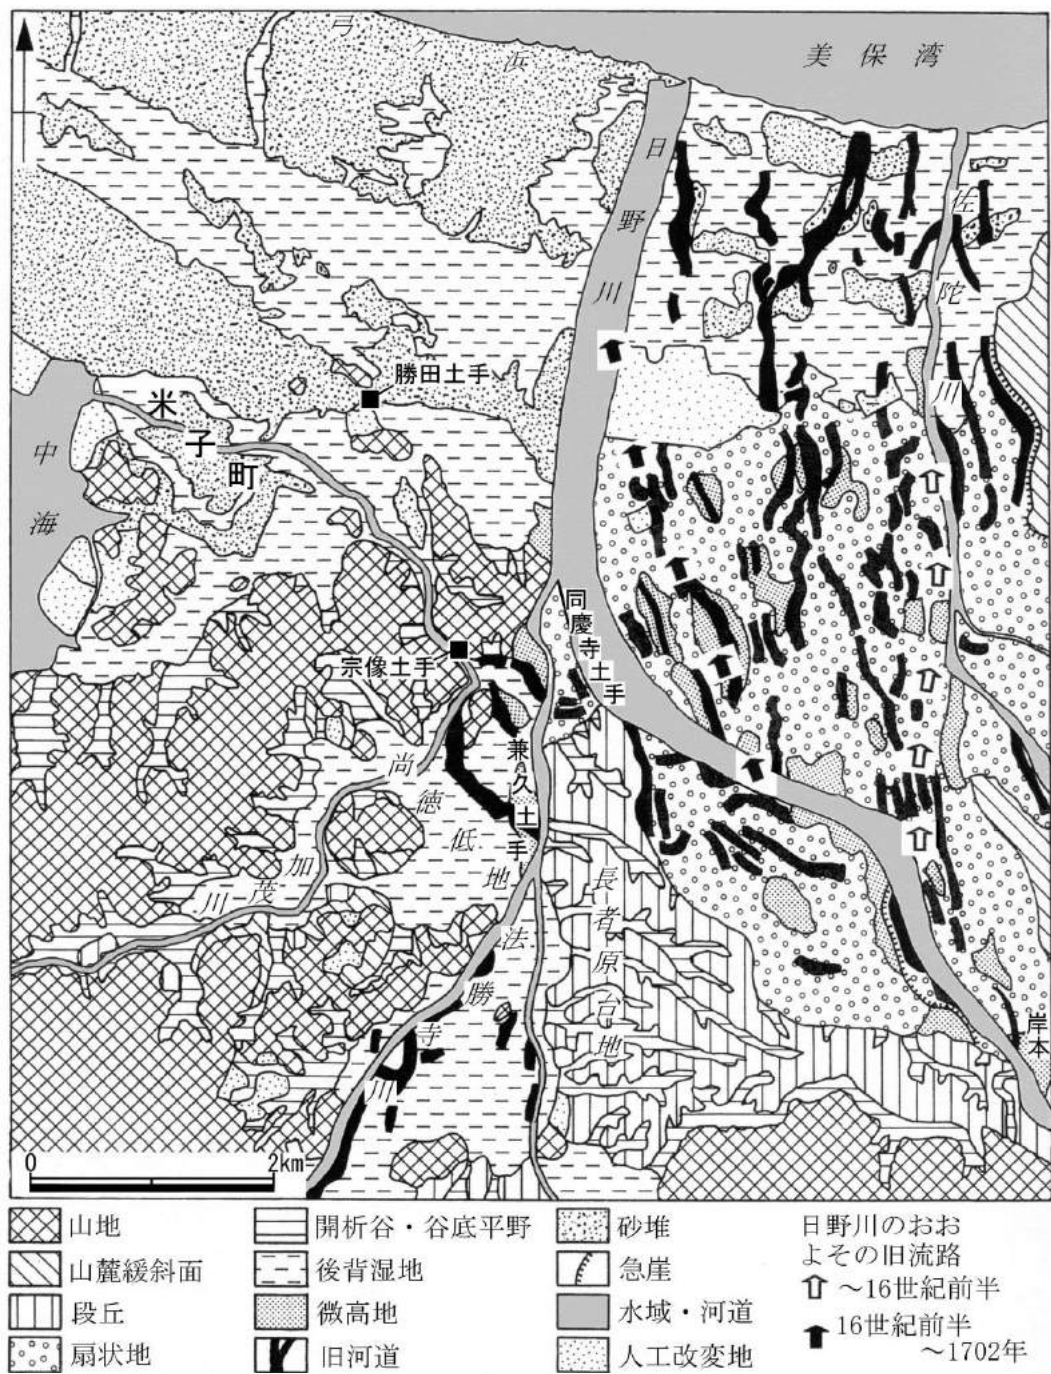 弓ヶ浜
美保湾
日野川
佐陀川
勝田土手
米子町
中海
同慶寺土手
宗像土手
兼久土手
尚徳低地
加茂川
法勝寺川
長者原台地
岸本
0 2km
山地
山麓緩斜面
段丘
扇状地
開析谷・谷底平野
後背湿地
微高地
旧河道
砂堆
急崖
水域・河道
人工改変地
日野川のおお
よその旧流路
～16世紀前半
16世紀前半
～1702年